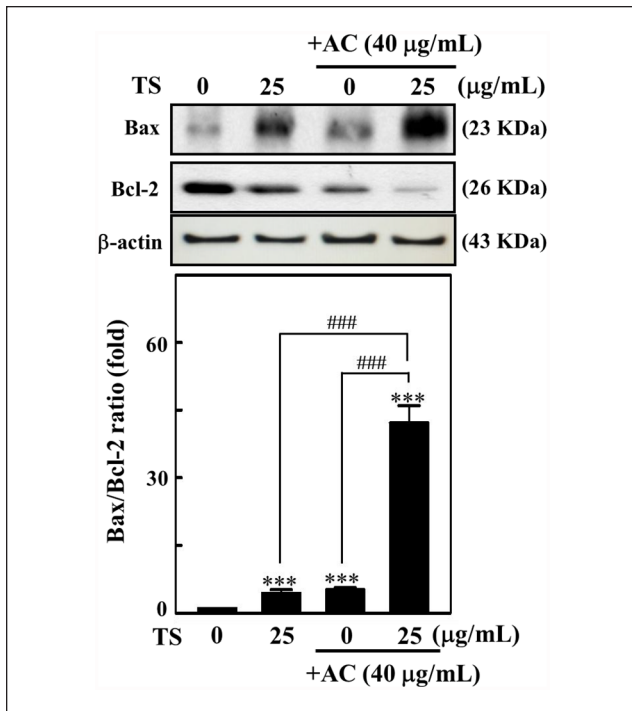 +AC (40 μg/mL)
TS 0 25 0 25 (μg/mL)
Bax (23 KDa)
Bcl-2 (26 KDa)
β-actin (43 KDa)
Bax/Bcl-2 ratio (fold)
60
30
0
###
###
***
*** ***
TS 0 25 0 25 (μg/mL)
+AC (40 μg/mL)